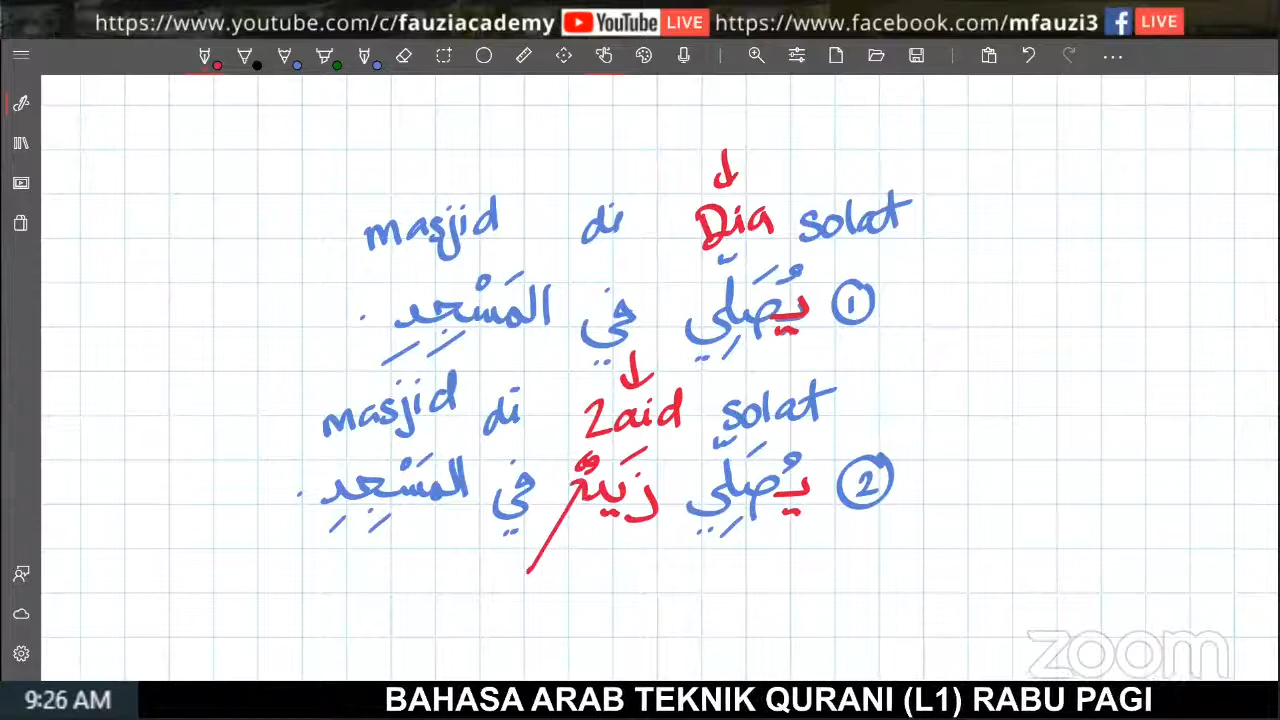 https://www.youtube.com/c/fauziacademy YouTube LIVE https://www.facebook.com/mfauzi3 f LIVE
masjid di Dia solat
① يُصَلِّي فِي المَسْجِدِ .
masjid di Zaid solat
② يُصَلِّي زَيْدٌ فِي المَسْجِدِ .
zoom
9:26 AM BAHASA ARAB TEKNIK QURANI (L1) RABU PAGI